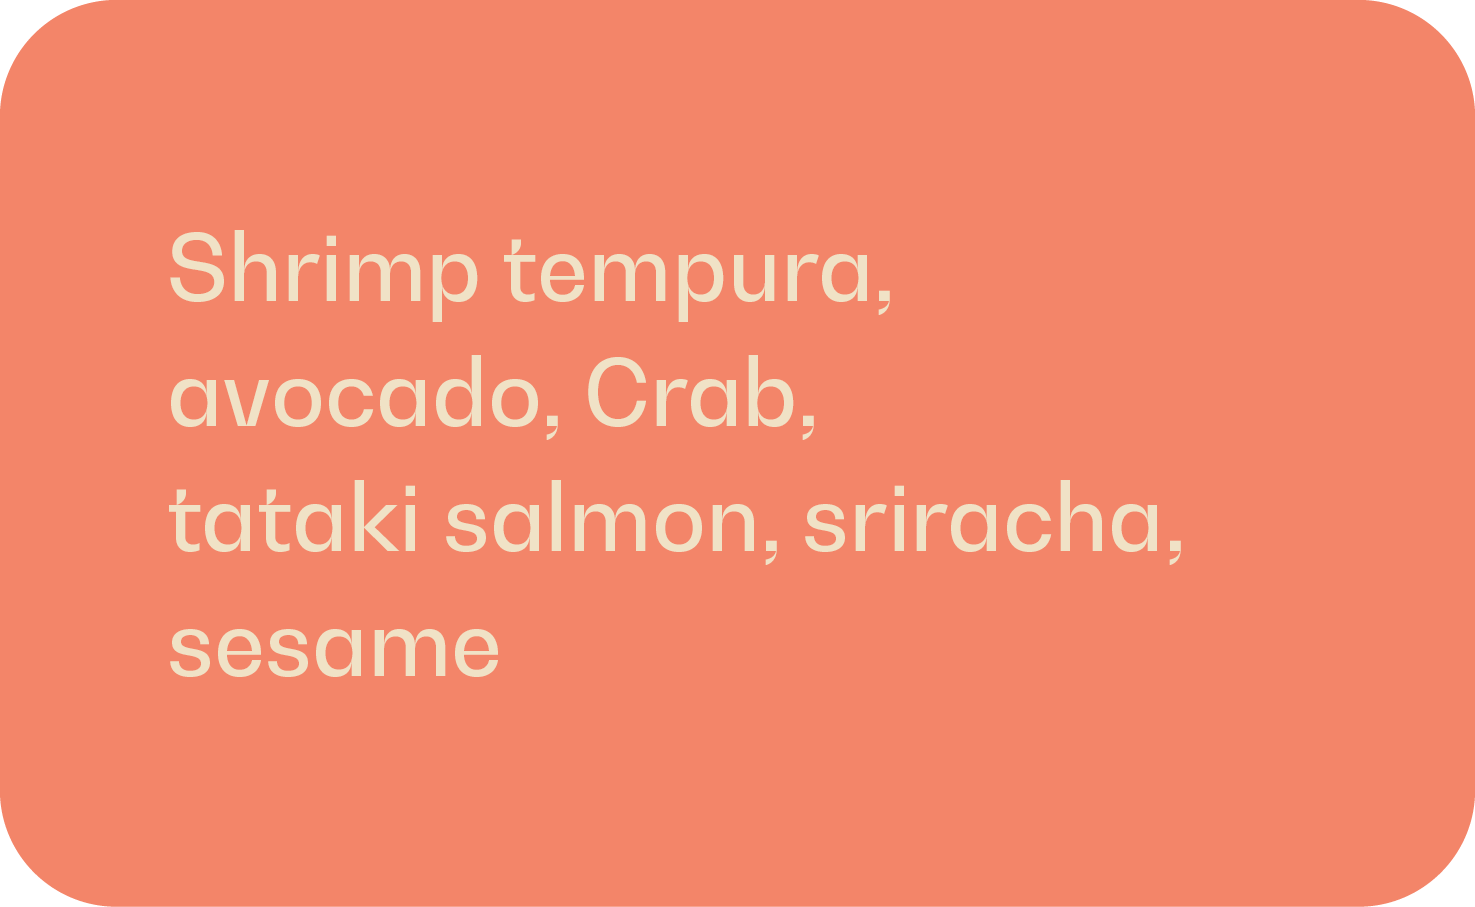 Shrimp tempura,
avocado, Crab,
tataki salmon, sriracha,
sesame